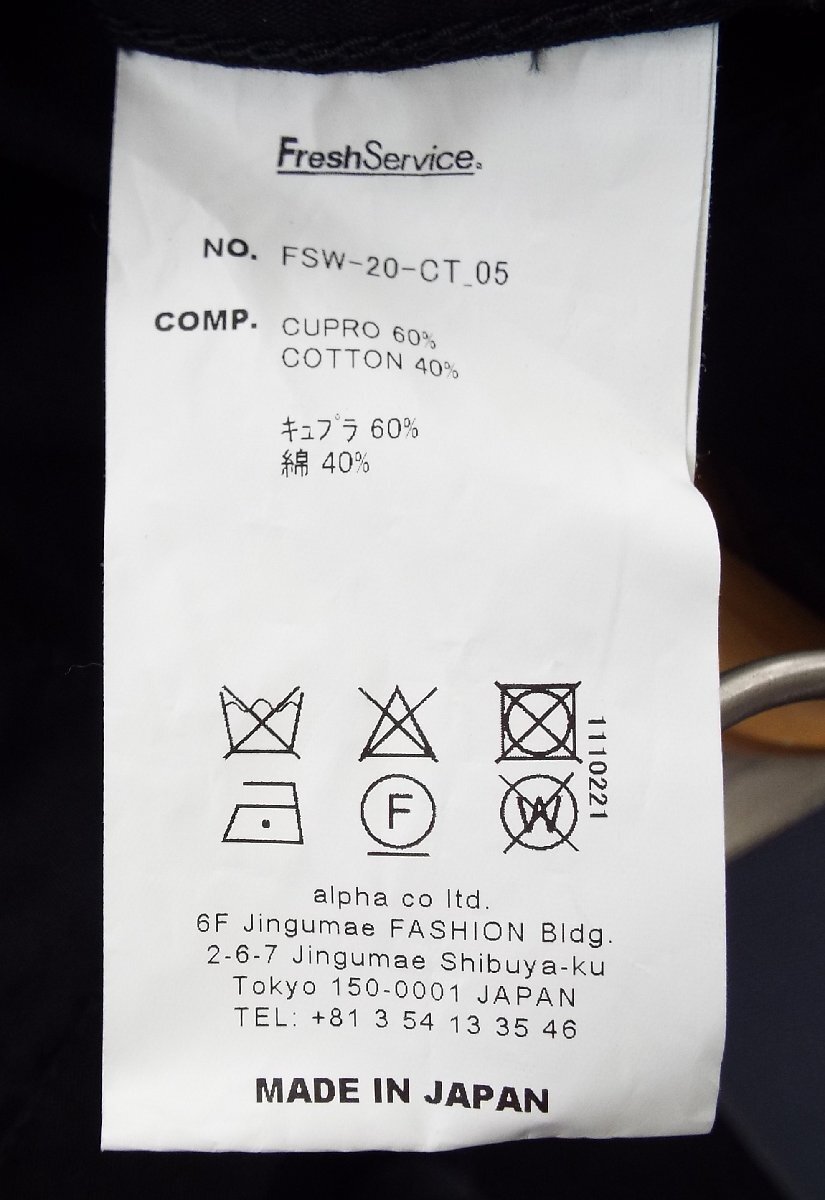 FreshService®
NO. FSW-20-CT_05
COMP. CUPRO 60%
COTTON 40%
キュプラ 60%
綿 40%
1110221
F
W
alpha co ltd.
6F Jingumae FASHION Bldg.
2-6-7 Jingumae Shibuya-ku
Tokyo 150-0001 JAPAN
TEL: +81 3 54 13 35 46
MADE IN JAPAN